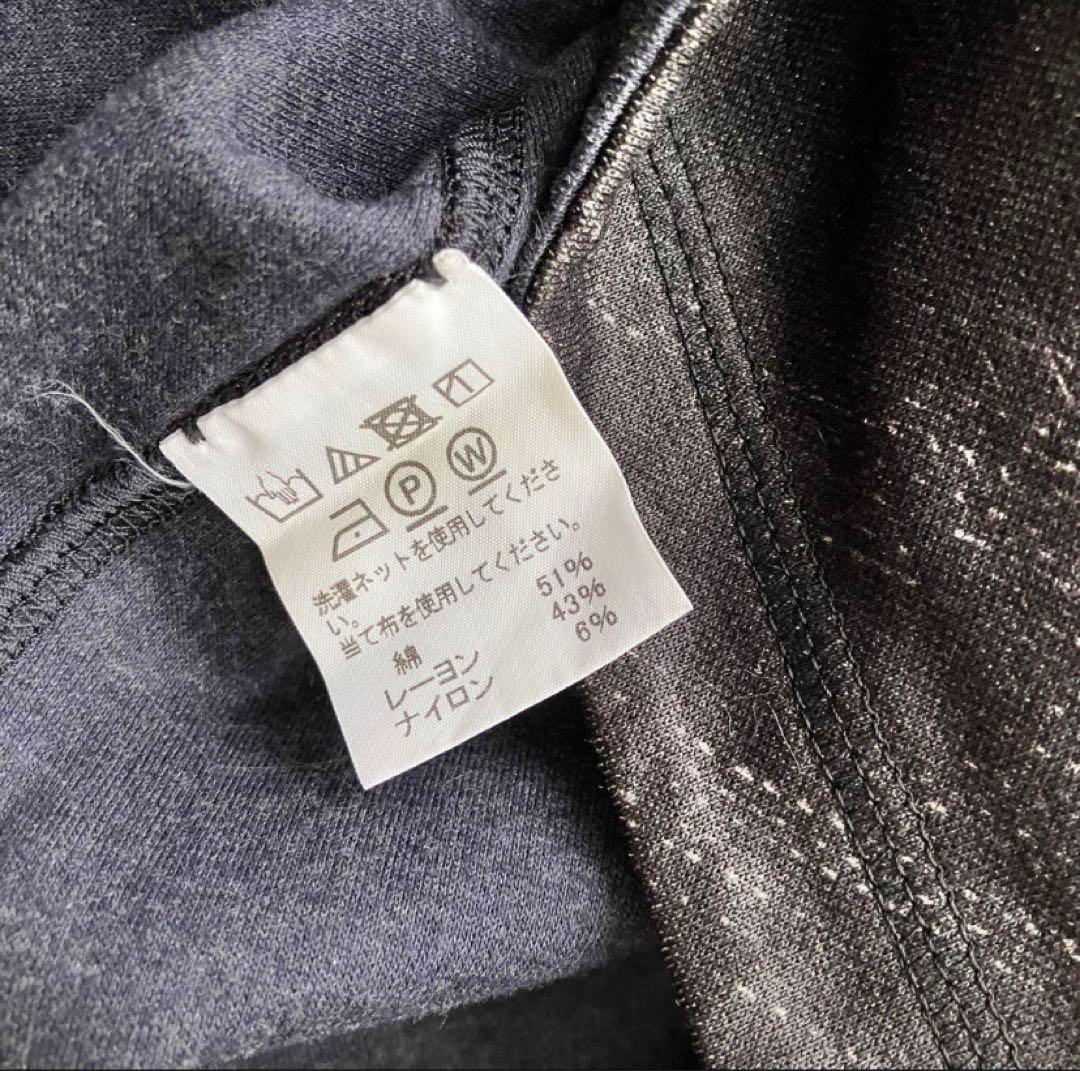 P W
洗濯ネットを使用してくださ
い。
当て布を使用してください。
綿 51%
レーヨン 43%
ナイロン 6%